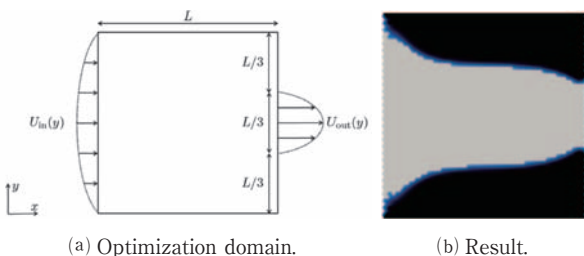 L
L/3
U_in(y)
L/3
U_out(y)
L/3
y
x
(a) Optimization domain.
(b) Result.